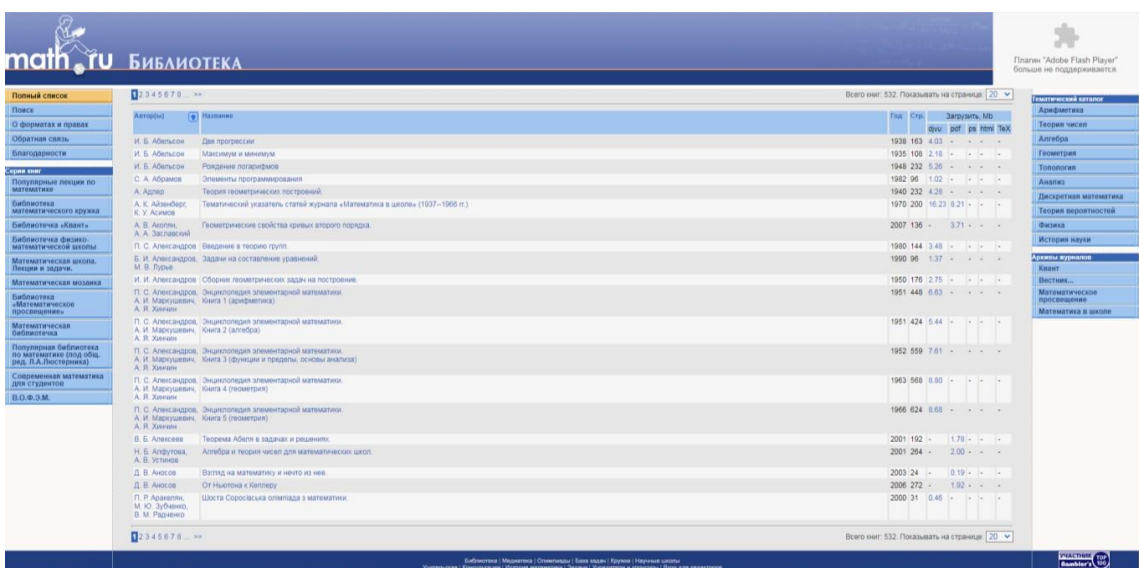 math.ru Библиотека
Плагин "Adobe Flash Player"
больше не поддерживается
Полный список
Поиск
О форматах и правах
Обратная связь
Благодарности
Серии книг
Популярные лекции по
математике
Библиотека
математического кружка
Библиотечка «Квант»
Библиотечка физико-
математической школы
Математическая школа.
Лекции и задачи.
Математическая мозаика
Библиотека
«Математическое
просвещение»
Математическая
библиотечка
Популярная библиотека
по математике (под общ.
ред. Л.А.Люстерника)
Современная математика
для студентов
В.О.Ф.Э.М.
1 2 3 4 5 6 7 8 ... »»
Всего книг: 532. Показывать на странице: 20
Автор(ы) Название Год Стр. Загрузить, Mb
djvu pdf ps html TeX
И. Б. Абельсон Две прогрессии 1938 163 4.03 - - - -
И. Б. Абельсон Максимум и минимум 1935 108 2.18 - - - -
И. Б. Абельсон Рождение логарифмов 1948 232 5.26 - - - -
С. А. Абрамов Элементы программирования 1982 96 1.02 - - - -
А. Адлер Теория геометрических построений. 1940 232 4.28 - - - -
А. К. Айзенберг, Тематический указатель статей журнала «Математика в школе» (1937–1966 гг.) 1970 200 16.23 8.21 - - -
К. У. Асимов
А. В. Акопян, Геометрические свойства кривых второго порядка. 2007 136 - 3.71 - - -
А. А. Заславский
П. С. Александров Введение в теорию групп. 1980 144 3.48 - - - -
Б. И. Александров, Задачи на составление уравнений. 1990 96 1.37 - - - -
М. В. Лурье
И. И. Александров Сборник геометрических задач на построение. 1950 176 2.75 - - - -
П. С. Александров, Энциклопедия элементарной математики. 1951 448 6.63 - - - -
А. И. Маркушевич, Книга 1 (арифметика)
А. Я. Хинчин
П. С. Александров, Энциклопедия элементарной математики. 1951 424 5.44 - - - -
А. И. Маркушевич, Книга 2 (алгебра)
А. Я. Хинчин
П. С. Александров, Энциклопедия элементарной математики. 1952 559 7.61 - - - -
А. И. Маркушевич, Книга 3 (функции и пределы, основы анализа)
А. Я. Хинчин
П. С. Александров, Энциклопедия элементарной математики. 1963 568 8.80 - - - -
А. И. Маркушевич, Книга 4 (геометрия)
А. Я. Хинчин
П. С. Александров, Энциклопедия элементарной математики. 1966 624 8.68 - - - -
А. И. Маркушевич, Книга 5 (геометрия)
А. Я. Хинчин
В. Б. Алексеев Теорема Абеля в задачах и решениях. 2001 192 - 1.78 - - -
Н. Б. Алфутова, Алгебра и теория чисел для математических школ. 2001 264 - 2.00 - - -
А. В. Устинов
Д. В. Аносов Взгляд на математику и нечто из нее. 2003 24 - 0.19 - - -
Д. В. Аносов От Ньютона к Кеплеру 2006 272 - 1.92 - - -
П. Р. Аракелян, Шоста Соросівська олімпіада з математики. 2000 31 0.46 - - - -
М. Ю. Зубченко,
В. М. Радченко
1 2 3 4 5 6 7 8 ... »»
Всего книг: 532. Показывать на странице: 20
Тематический каталог
Арифметика
Теория чисел
Алгебра
Геометрия
Топология
Анализ
Дискретная математика
Теория вероятностей
Физика
История науки
Архивы журналов
Квант
Вестник...
Математическое
просвещение
Математика в школе
Библиотека | Медиатека | Олимпиады | База задач | Кружки | Научные школы
УЧАСТНИК
Rambler's TOP 100